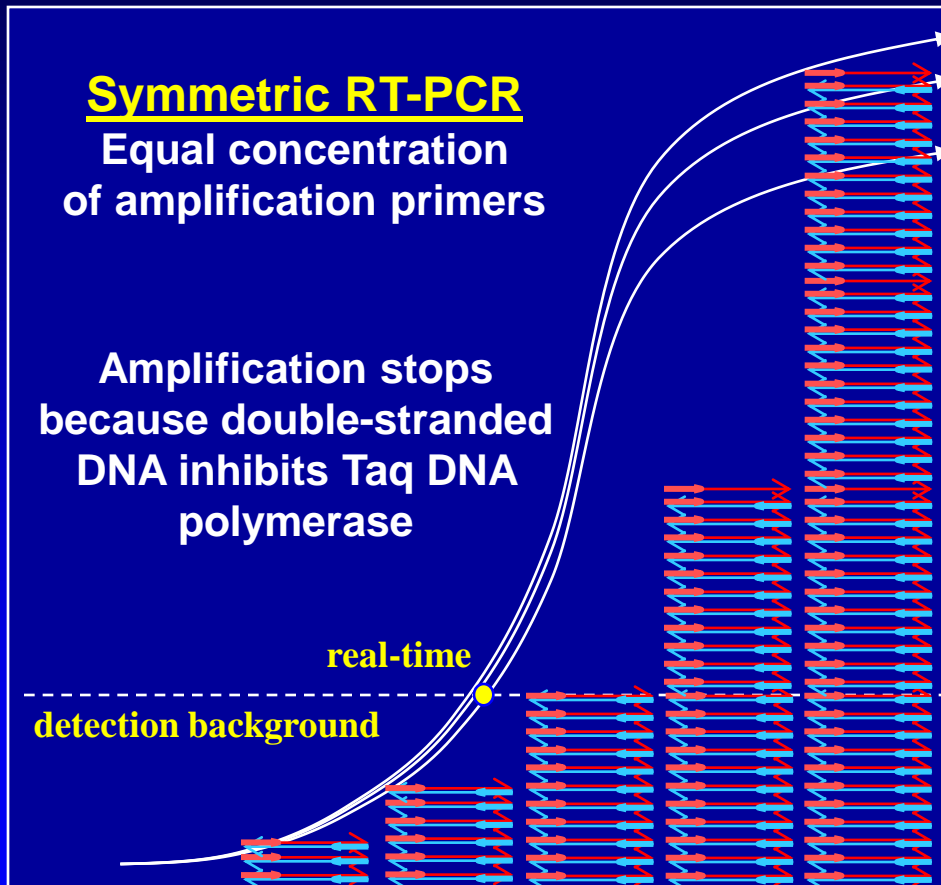 Symmetric RT-PCR
Equal concentration
of amplification primers
Amplification stops
because double-stranded
DNA inhibits Taq DNA
polymerase
real-time
detection background